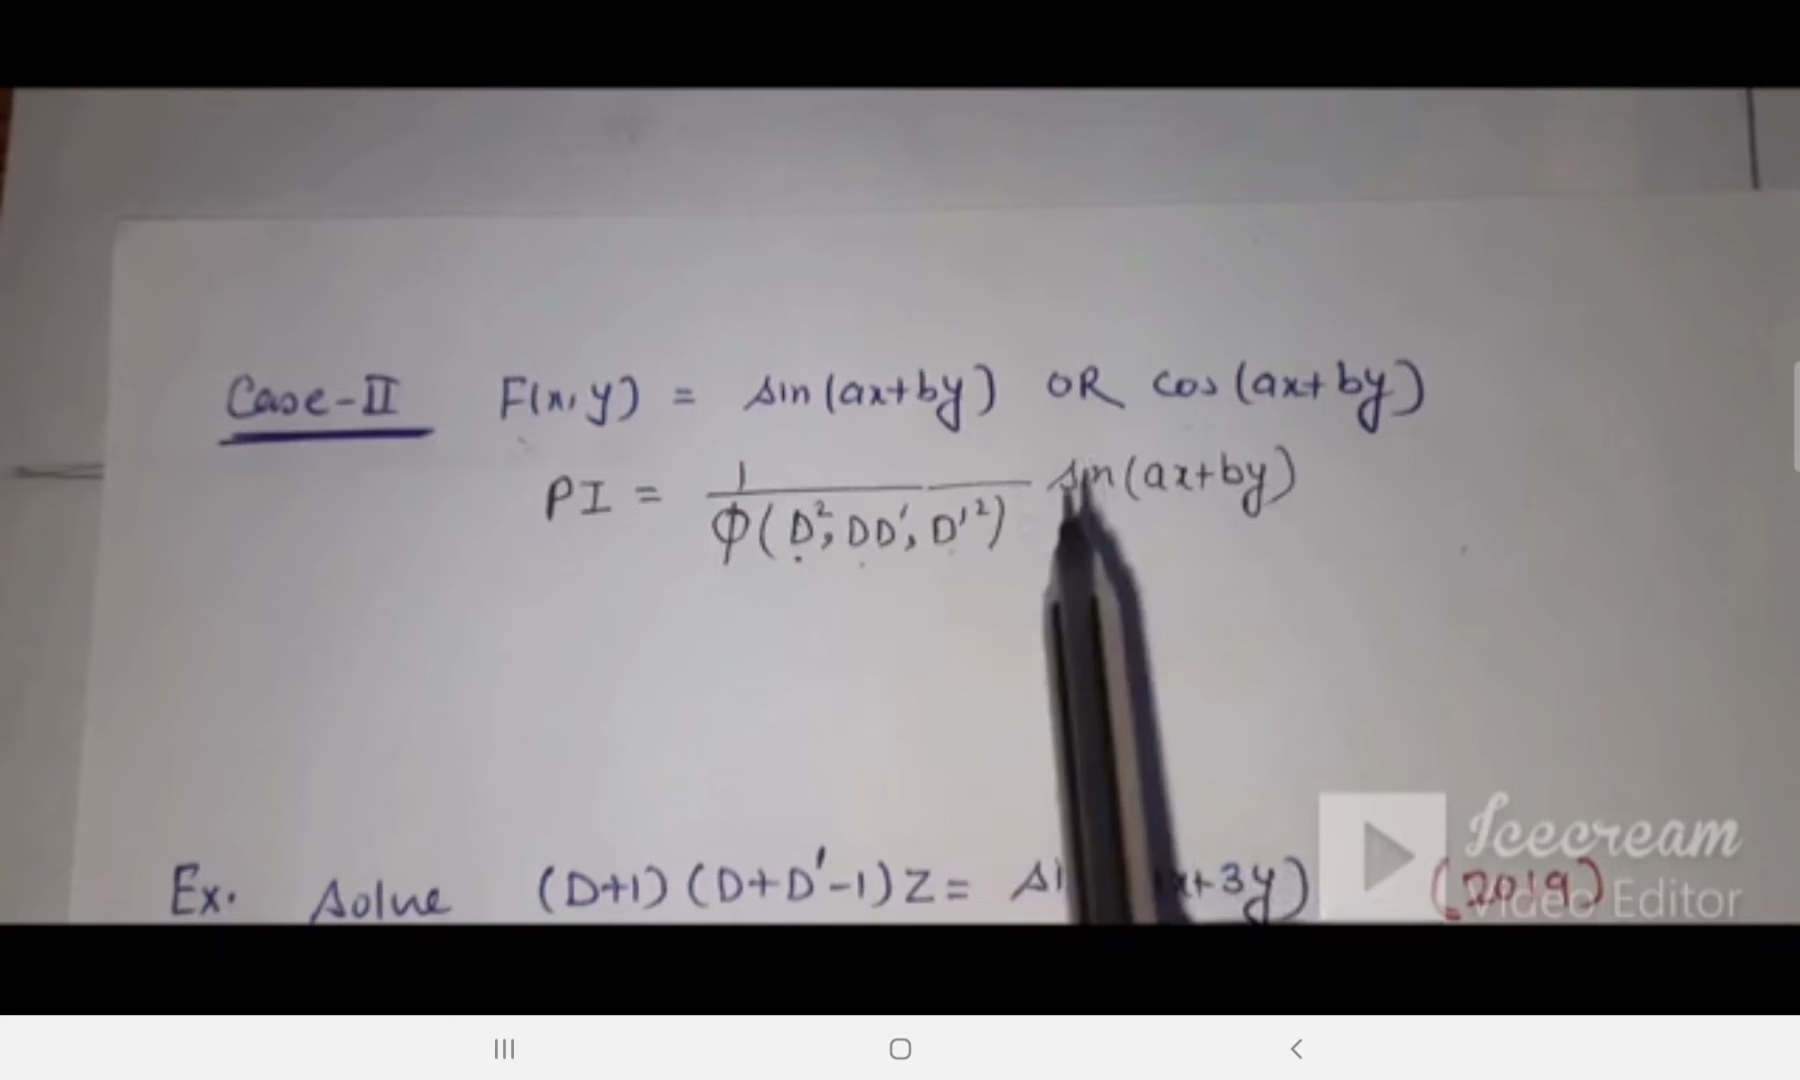 Case-II F(x,y) = sin(ax+by) OR cos(ax+by)
PI = 1/ϕ(D², DD', D'²) sin(ax+by)
Ex. Solve (D+1)(D+D'-1)Z = x+3y) (2019)
Icecream
Video Editor